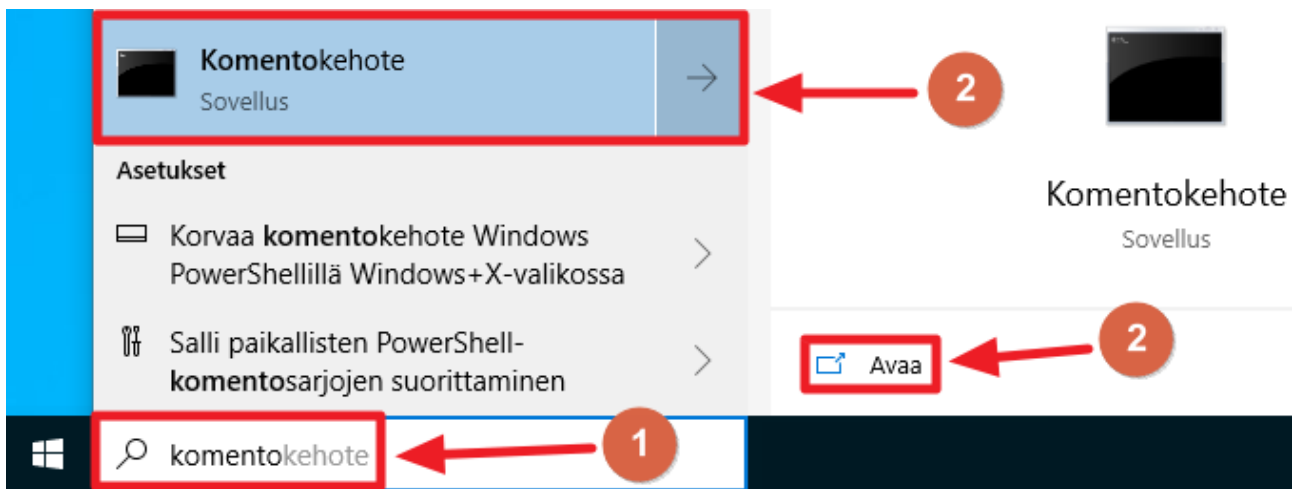 Komentokehote
Sovellus
2
Asetukset
Korvaa komentokehote Windows
PowerShellillä Windows+X-valikossa
Salli paikallisten PowerShell-
komentosarjojen suorittaminen
komentokehote
1
Komentokehote
Sovellus
Avaa
2